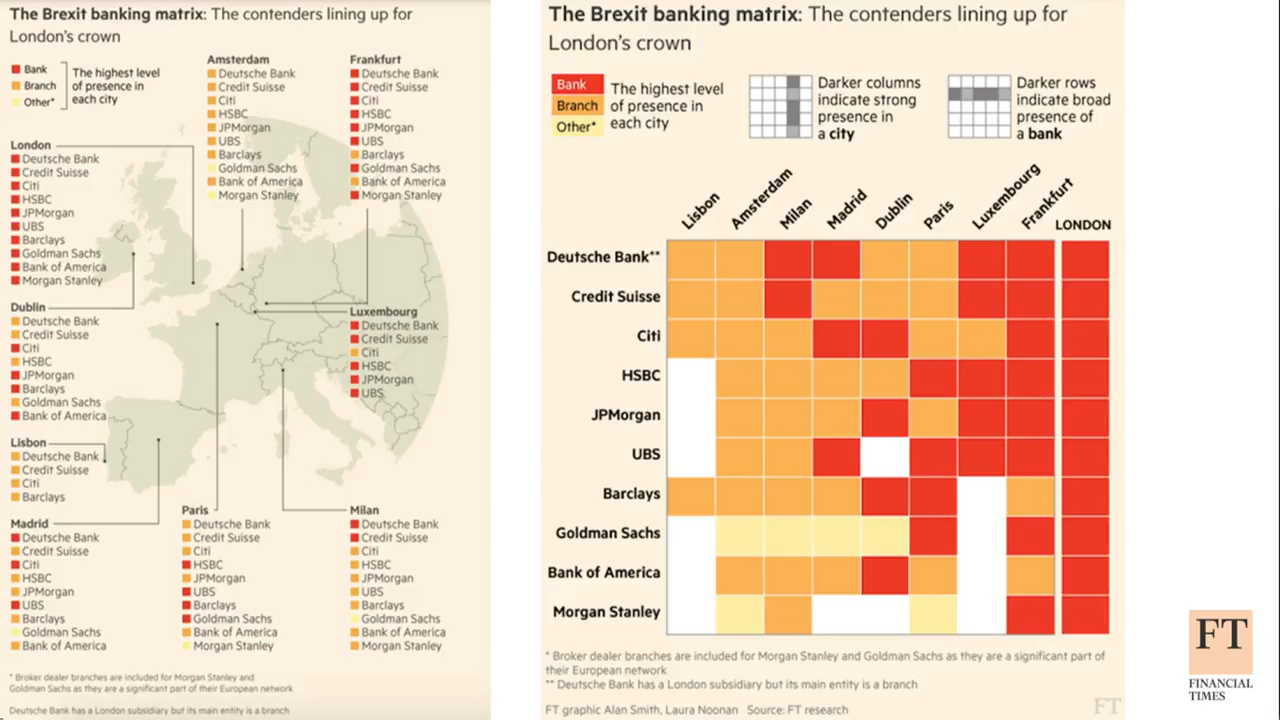 The Brexit banking matrix: The contenders lining up for
London's crown
Bank
Branch
Other*
The highest level
of presence in
each city
Amsterdam
Deutsche Bank
Credit Suisse
Citi
HSBC
JPMorgan
UBS
Barclays
Goldman Sachs
Bank of America
Morgan Stanley
Frankfurt
Deutsche Bank
Credit Suisse
Citi
HSBC
JPMorgan
UBS
Barclays
Goldman Sachs
Bank of America
Morgan Stanley
London
Deutsche Bank
Credit Suisse
Citi
HSBC
JPMorgan
UBS
Barclays
Goldman Sachs
Bank of America
Morgan Stanley
Dublin
Deutsche Bank
Credit Suisse
Citi
HSBC
JPMorgan
Barclays
Goldman Sachs
Bank of America
Luxembourg
Deutsche Bank
Credit Suisse
Citi
HSBC
JPMorgan
UBS
Lisbon
Deutsche Bank
Credit Suisse
Citi
Barclays
Madrid
Deutsche Bank
Credit Suisse
Citi
HSBC
JPMorgan
UBS
Barclays
Goldman Sachs
Bank of America
Paris
Deutsche Bank
Credit Suisse
Citi
HSBC
JPMorgan
UBS
Barclays
Goldman Sachs
Bank of America
Morgan Stanley
Milan
Deutsche Bank
Credit Suisse
Citi
HSBC
JPMorgan
UBS
Barclays
Goldman Sachs
Bank of America
Morgan Stanley
* Broker dealer branches are included for Morgan Stanley and
Goldman Sachs as they are a significant part of their European network
Deutsche Bank has a London subsidiary but its main entity is a branch
The Brexit banking matrix: The contenders lining up for
London's crown
Bank
Branch
Other*
The highest level
of presence in
each city
Darker columns
indicate strong
presence in
a city
Darker rows
indicate broad
presence of
a bank
Lisbon
Amsterdam
Milan
Madrid
Dublin
Paris
Luxembourg
Frankfurt
LONDON
Deutsche Bank**
Credit Suisse
Citi
HSBC
JPMorgan
UBS
Barclays
Goldman Sachs
Bank of America
Morgan Stanley
* Broker dealer branches are included for Morgan Stanley and Goldman Sachs as they are a significant part of
their European network
** Deutsche Bank has a London subsidiary but its main entity is a branch
FT graphic Alan Smith, Laura Noonan Source: FT research
FT
FT
FINANCIAL
TIMES